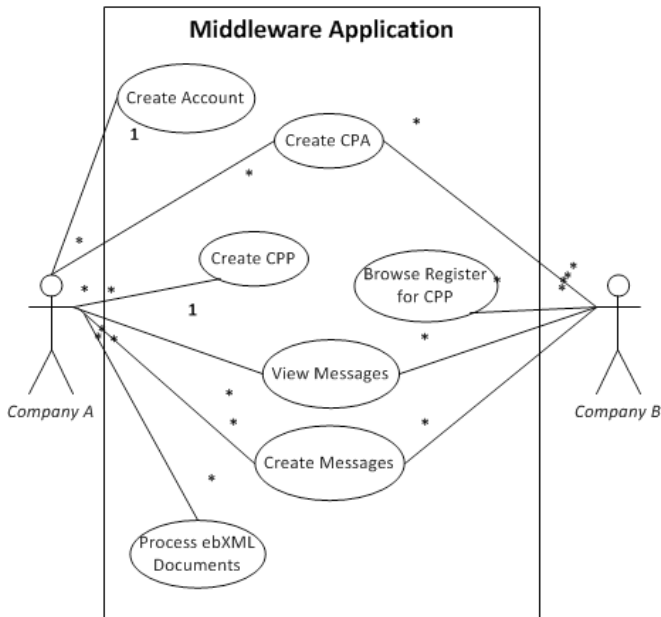 Middleware Application
Create Account
1
*
Create CPA
*
*
*
Create CPP
*
*
1
Browse Register
for CPP
*
*
*
*
*
*
*
*
View Messages
*
Company A
Company B
*
*
*
Create Messages
*
Process ebXML
Documents